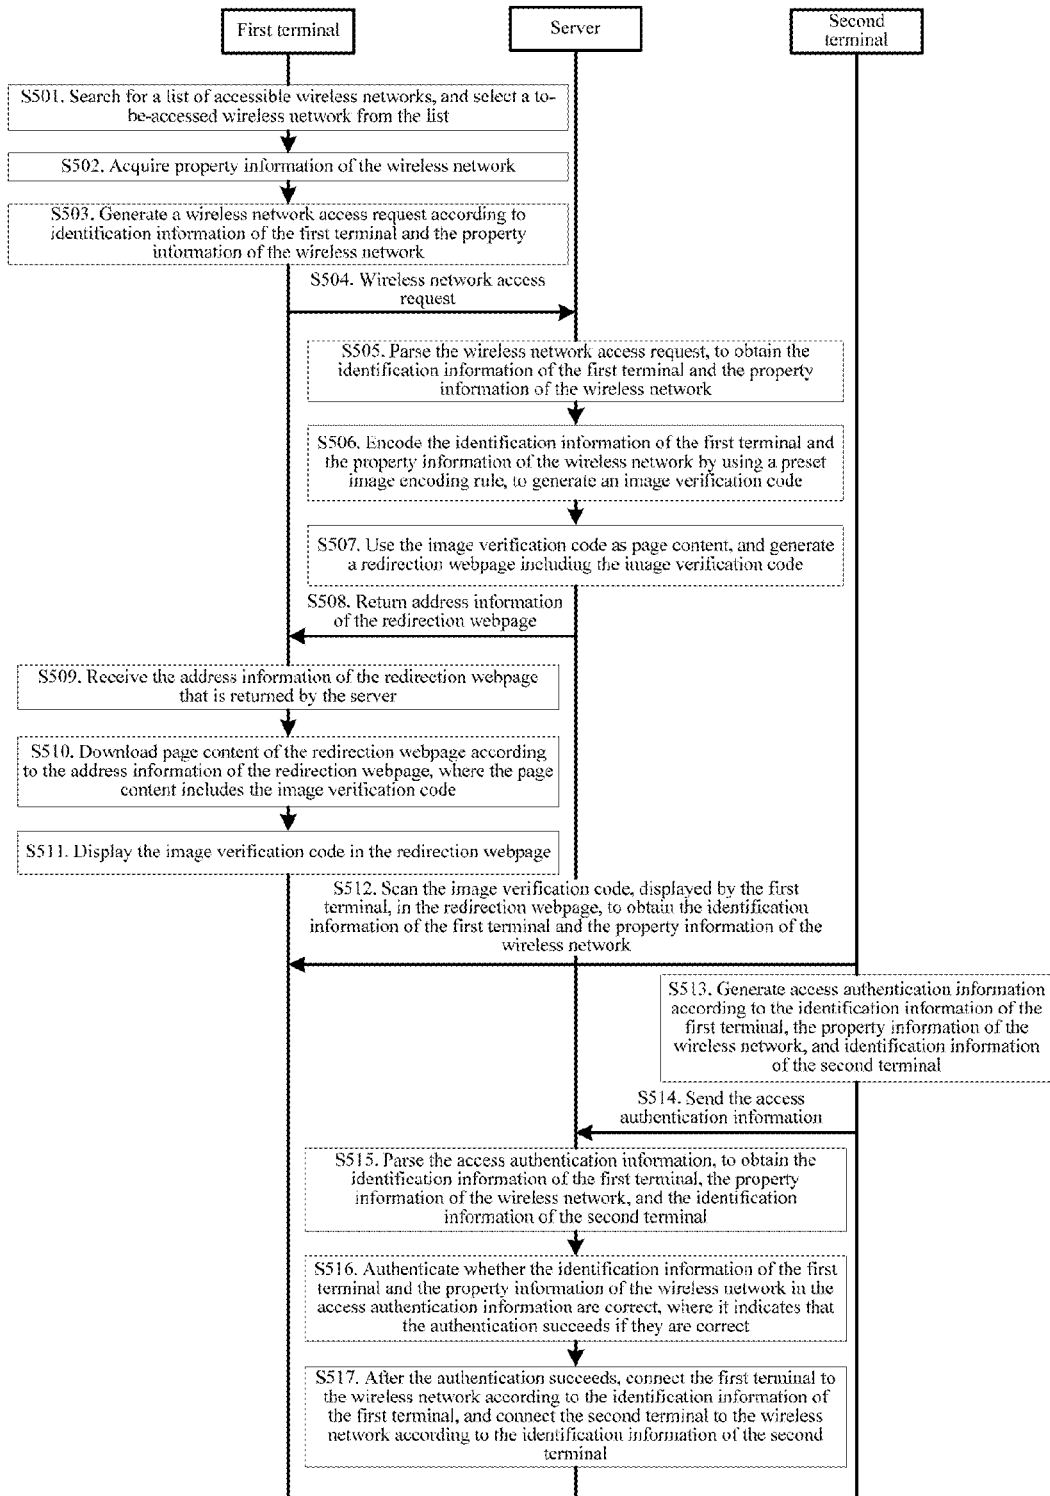 First terminal
Server
Second
terminal
S501. Search for a list of accessible wireless networks, and select a to-
be-accessed wireless network from the list
S502. Acquire property information of the wireless network
S503. Generate a wireless network access request according to
identification information of the first terminal and the property
information of the wireless network
S504. Wireless network access
request
S505. Parse the wireless network access request, to obtain the
identification information of the first terminal and the property
information of the wireless network
S506. Encode the identification information of the first terminal and
the property information of the wireless network by using a preset
image encoding rule, to generate an image verification code
S507. Use the image verification code as page content, and generate
a redirection webpage including the image verification code
S508. Return address information
of the redirection webpage
S509. Receive the address information of the redirection webpage
that is returned by the server
S510. Download page content of the redirection webpage according
to the address information of the redirection webpage, where the page
content includes the image verification code
S511. Display the image verification code in the redirection webpage
S512. Scan the image verification code, displayed by the first
terminal, in the redirection webpage, to obtain the identification
information of the first terminal and the property information of the
wireless network
S513. Generate access authentication information
according to the identification information of the
first terminal, the property information of the
wireless network, and identification information
of the second terminal
S514. Send the access
authentication information
S515. Parse the access authentication information, to obtain the
identification information of the first terminal, the property
information of the wireless network, and the identification
information of the second terminal
S516. Authenticate whether the identification information of the first
terminal and the property information of the wireless network in the
access authentication information are correct, where it indicates that
the authentication succeeds if they are correct
S517. After the authentication succeeds, connect the first terminal to
the wireless network according to the identification information of
the first terminal, and connect the second terminal to the wireless
network according to the identification information of the second
terminal